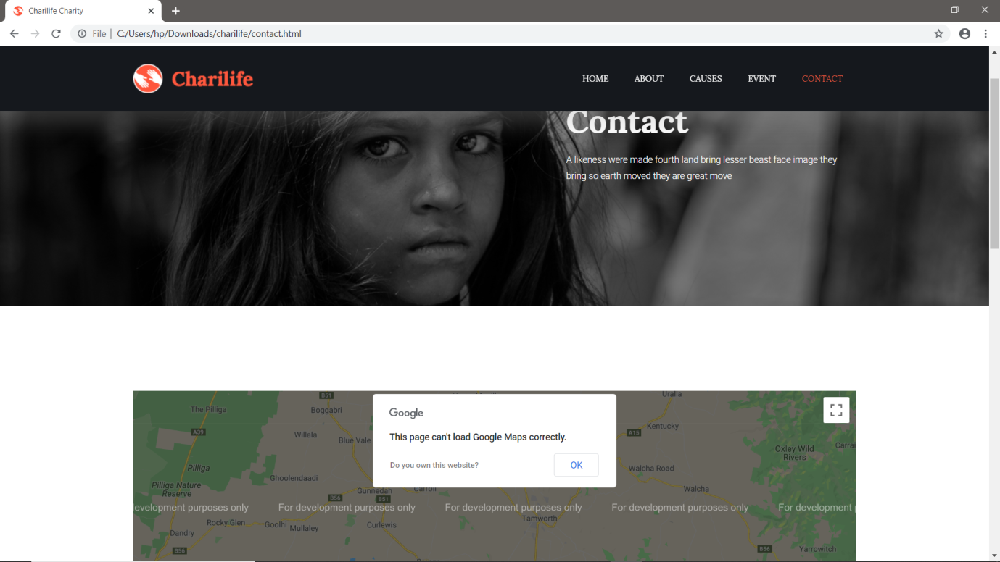 Charilife Charity
File | C:/Users/hp/Downloads/charilife/contact.html
Charilife
HOME ABOUT CAUSES EVENT CONTACT
Contact
A likeness were made fourth land bring lesser beast face image they
bring so earth moved they are great move
B51
Uralla
The Pilliga
Boggabri
Google
Kentucky
A39
Willala
Blue Vale
This page can't load Google Maps correctly.
A15
Oxley Wild
Rivers
Pilliga
Do you own this website?
OK
Walcha Road
Ghoolendaadi
Pilliga Nature
Reserve
Gunnedah
Walcha
B56
B51
evelopment purposes only
For development purposes only
For development purposes only
For development purposes only
For development p
Tamworth
Rocky Glen
Goolhi
Mullaley
Curlewis
Dandry
B56
B56
Yarrowitch